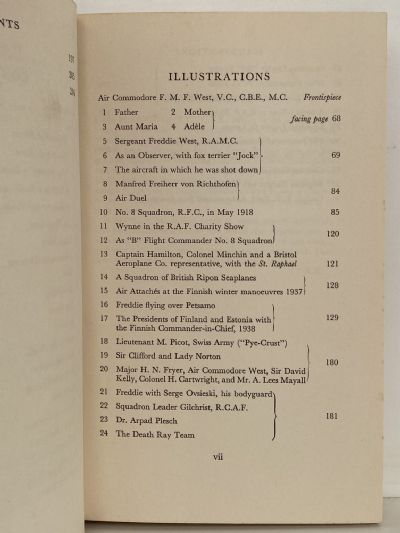 NTS
197
205
ILLUSTRATIONS
Air Commodore F. M. F. West, V.C., C.B.E., M.C. Frontispiece
1 Father 2 Mother
3 Aunt Maria 4 Adèle
facing page 68
5 Sergeant Freddie West, R.A.M.C.
6 As an Observer, with fox terrier "Jock"
7 The aircraft in which he was shot down
69
8 Manfred Freiherr von Richthofen
9 Air Duel
84
10 No. 8 Squadron, R.F.C., in May 1918 85
11 Wynne in the R.A.F. Charity Show
12 As "B" Flight Commander No. 8 Squadron
120
13 Captain Hamilton, Colonel Minchin and a Bristol
Aeroplane Co. representative, with the St. Raphael 121
14 A Squadron of British Ripon Seaplanes
15 Air Attachés at the Finnish winter manoeuvres 1937
128
16 Freddie flying over Petsamo
17 The Presidents of Finland and Estonia with
the Finnish Commander-in-Chief, 1938
129
18 Lieutenant M. Picot, Swiss Army ("Pye-Crust")
19 Sir Clifford and Lady Norton
20 Major H. N. Fryer, Air Commodore West, Sir David
Kelly, Colonel H. Cartwright, and Mr. A. Lees Mayall
180
21 Freddie with Serge Ovsieski, his bodyguard
22 Squadron Leader Gilchrist, R.C.A.F.
23 Dr. Arpad Plesch
24 The Death Ray Team
181
vii